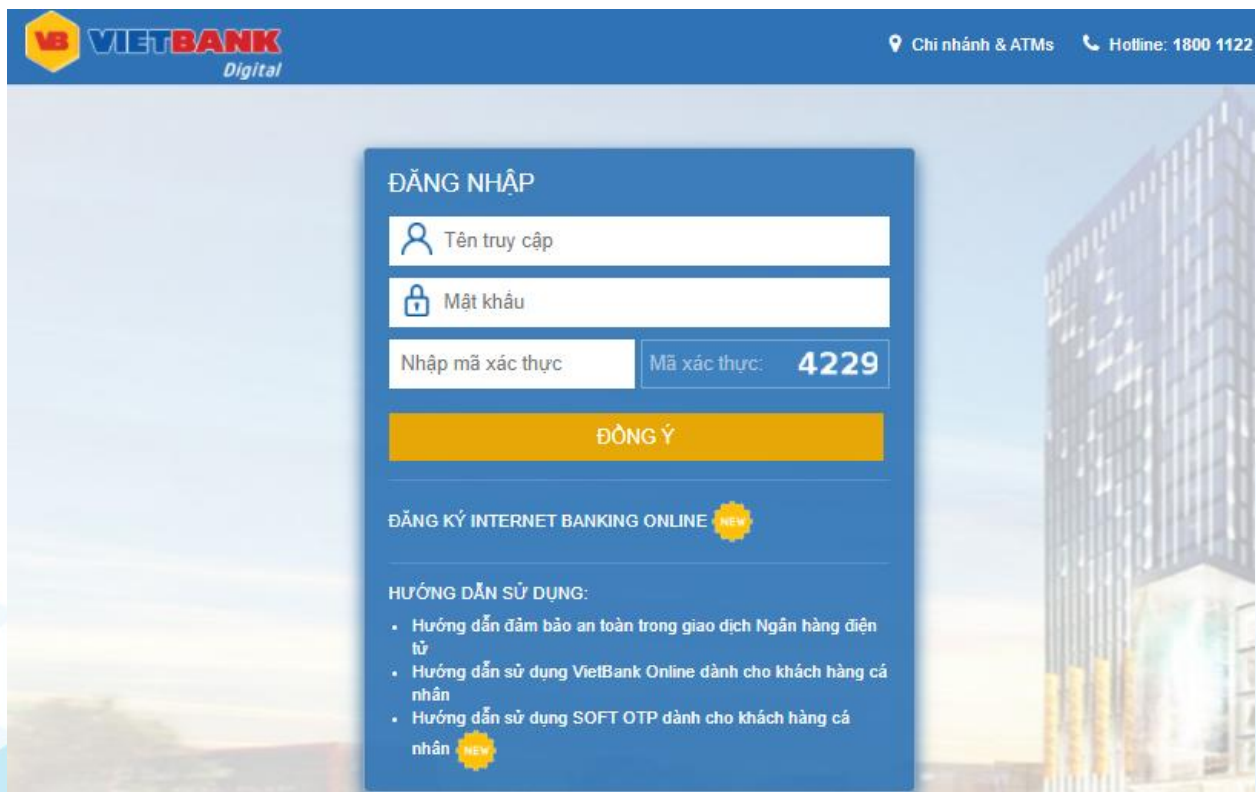 VB VIETBANK
Digital
Chi nhánh & ATMs Hotline: 1800 1122
ĐĂNG NHẬP
Tên truy cập
Mật khẩu
Nhập mã xác thực Mã xác thực: 4229
ĐỒNG Ý
ĐĂNG KÝ INTERNET BANKING ONLINE NEW
HƯỚNG DẪN SỬ DỤNG:
• Hướng dẫn đảm bảo an toàn trong giao dịch Ngân hàng điện
tử
• Hướng dẫn sử dụng VietBank Online dành cho khách hàng cá
nhân
• Hướng dẫn sử dụng SOFT OTP dành cho khách hàng cá
nhân NEW